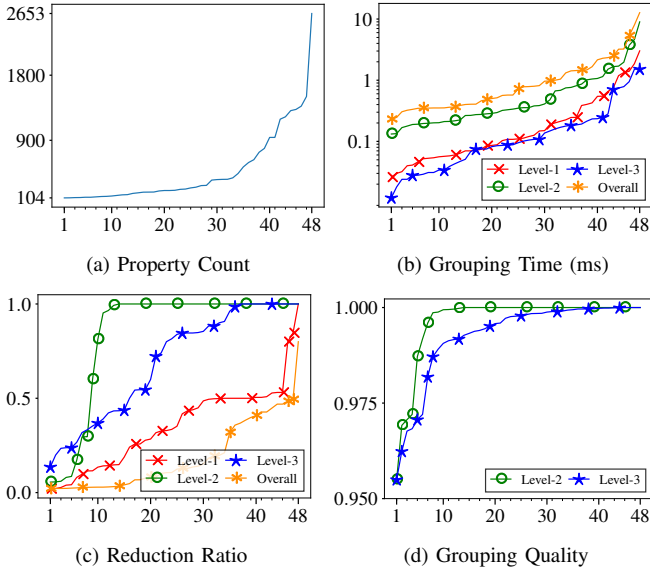 2653
1800
900
104
1 10 20 30 40 48
(a) Property Count
10
1
0.1
Level-1 Level-3
Level-2 Overall
1 10 20 30 40 48
(b) Grouping Time (ms)
1.0
0.5
0.0
Level-1 Level-3
Level-2 Overall
1 10 20 30 40 48
(c) Reduction Ratio
1.000
0.975
0.950
Level-2 Level-3
1 10 20 30 40 48
(d) Grouping Quality